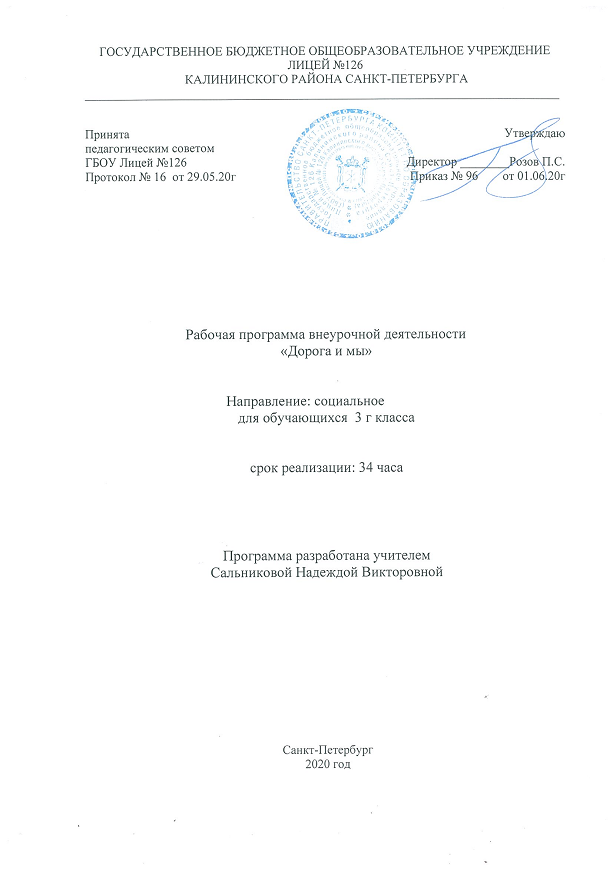 ГОСУДАРСТВЕННОЕ БЮДЖЕТНОЕ ОБЩЕОБРАЗОВАТЕЛЬНОЕ УЧРЕЖДЕНИЕ
ЛИЦЕЙ №126
КАЛИНИНСКОГО РАЙОНА САНКТ-ПЕТЕРБУРГА
Принята
педагогическим советом
ГБОУ Лицей №126
Протокол № 16 от 29.05.20г
Утверждаю
Директор ________ Розов П.С.
Приказ № 96 от 01.06.20г
Рабочая программа внеурочной деятельности
«Дорога и мы»
Направление: социальное
для обучающихся 3 г класса
срок реализации: 34 часа
Программа разработана учителем
Сальниковой Надеждой Викторовной
Санкт-Петербург
2020 год